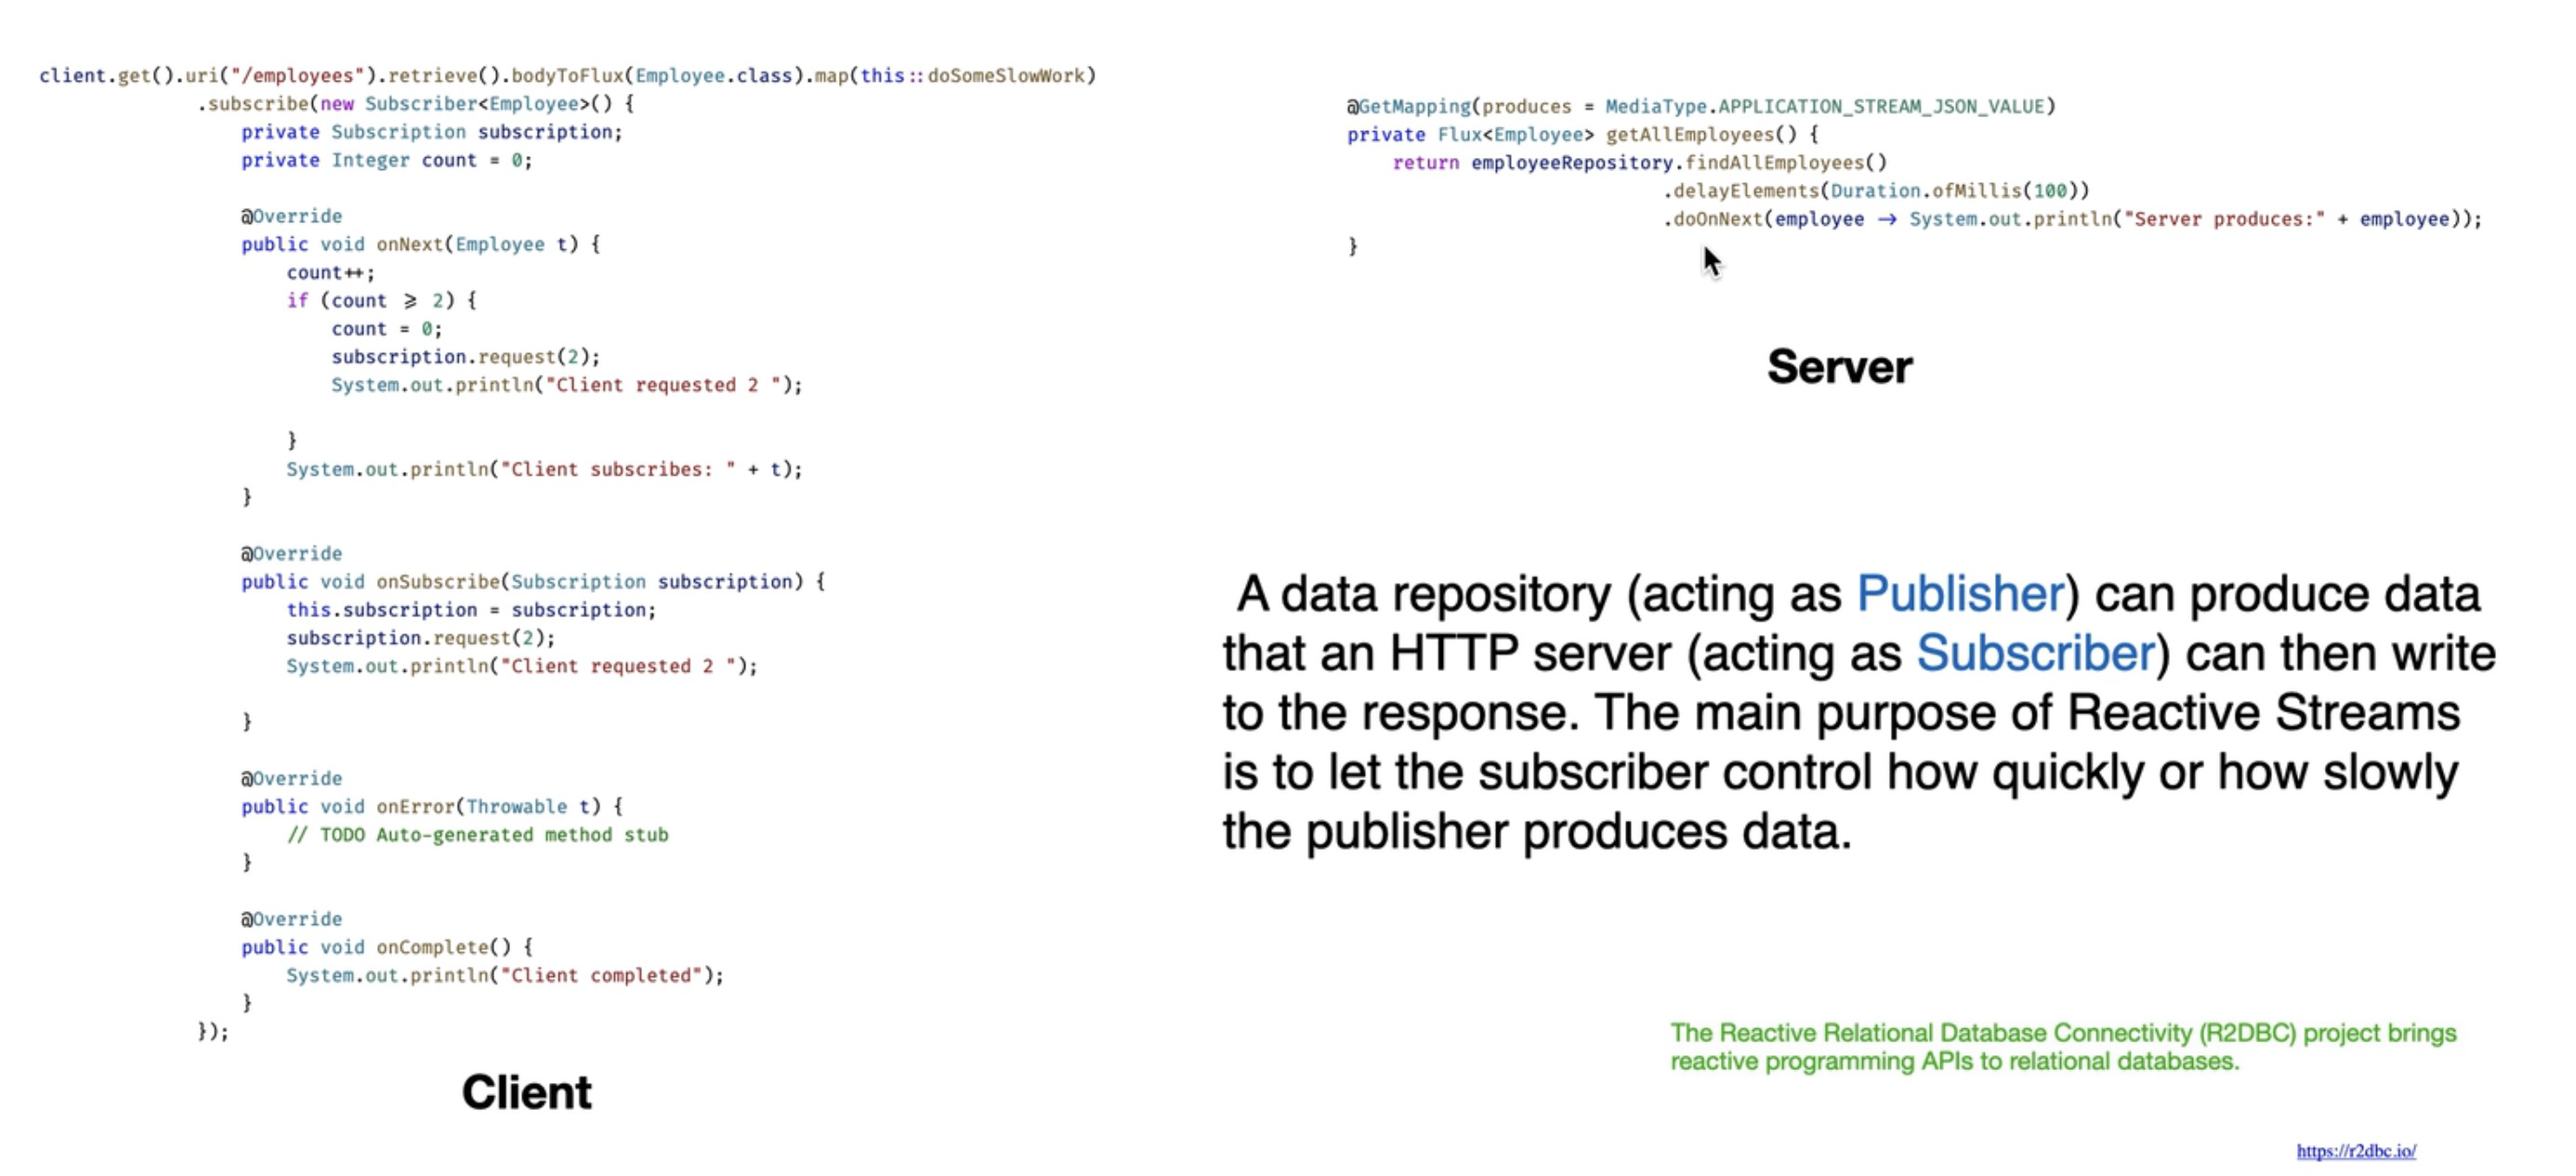 client.get().uri("/employees").retrieve().bodyToFlux(Employee.class).map(this::doSomeSlowWork)
.subscribe(new Subscriber<Employee>() {
private Subscription subscription;
private Integer count = 0;
@Override
public void onNext(Employee t) {
count++;
if (count ⩾ 2) {
count = 0;
subscription.request(2);
System.out.println("Client requested 2 ");
}
System.out.println("Client subscribes: " + t);
}
@Override
public void onSubscribe(Subscription subscription) {
this.subscription = subscription;
subscription.request(2);
System.out.println("Client requested 2 ");
}
@Override
public void onError(Throwable t) {
// TODO Auto-generated method stub
}
@Override
public void onComplete() {
System.out.println("Client completed");
}
});
Client
@GetMapping(produces = MediaType.APPLICATION_STREAM_JSON_VALUE)
private Flux<Employee> getAllEmployees() {
return employeeRepository.findAllEmployees()
.delayElements(Duration.ofMillis(100))
.doOnNext(employee → System.out.println("Server produces:" + employee));
}
Server
A data repository (acting as Publisher) can produce data
that an HTTP server (acting as Subscriber) can then write
to the response. The main purpose of Reactive Streams
is to let the subscriber control how quickly or how slowly
the publisher produces data.
The Reactive Relational Database Connectivity (R2DBC) project brings
reactive programming APIs to relational databases.
https://r2dbc.io/